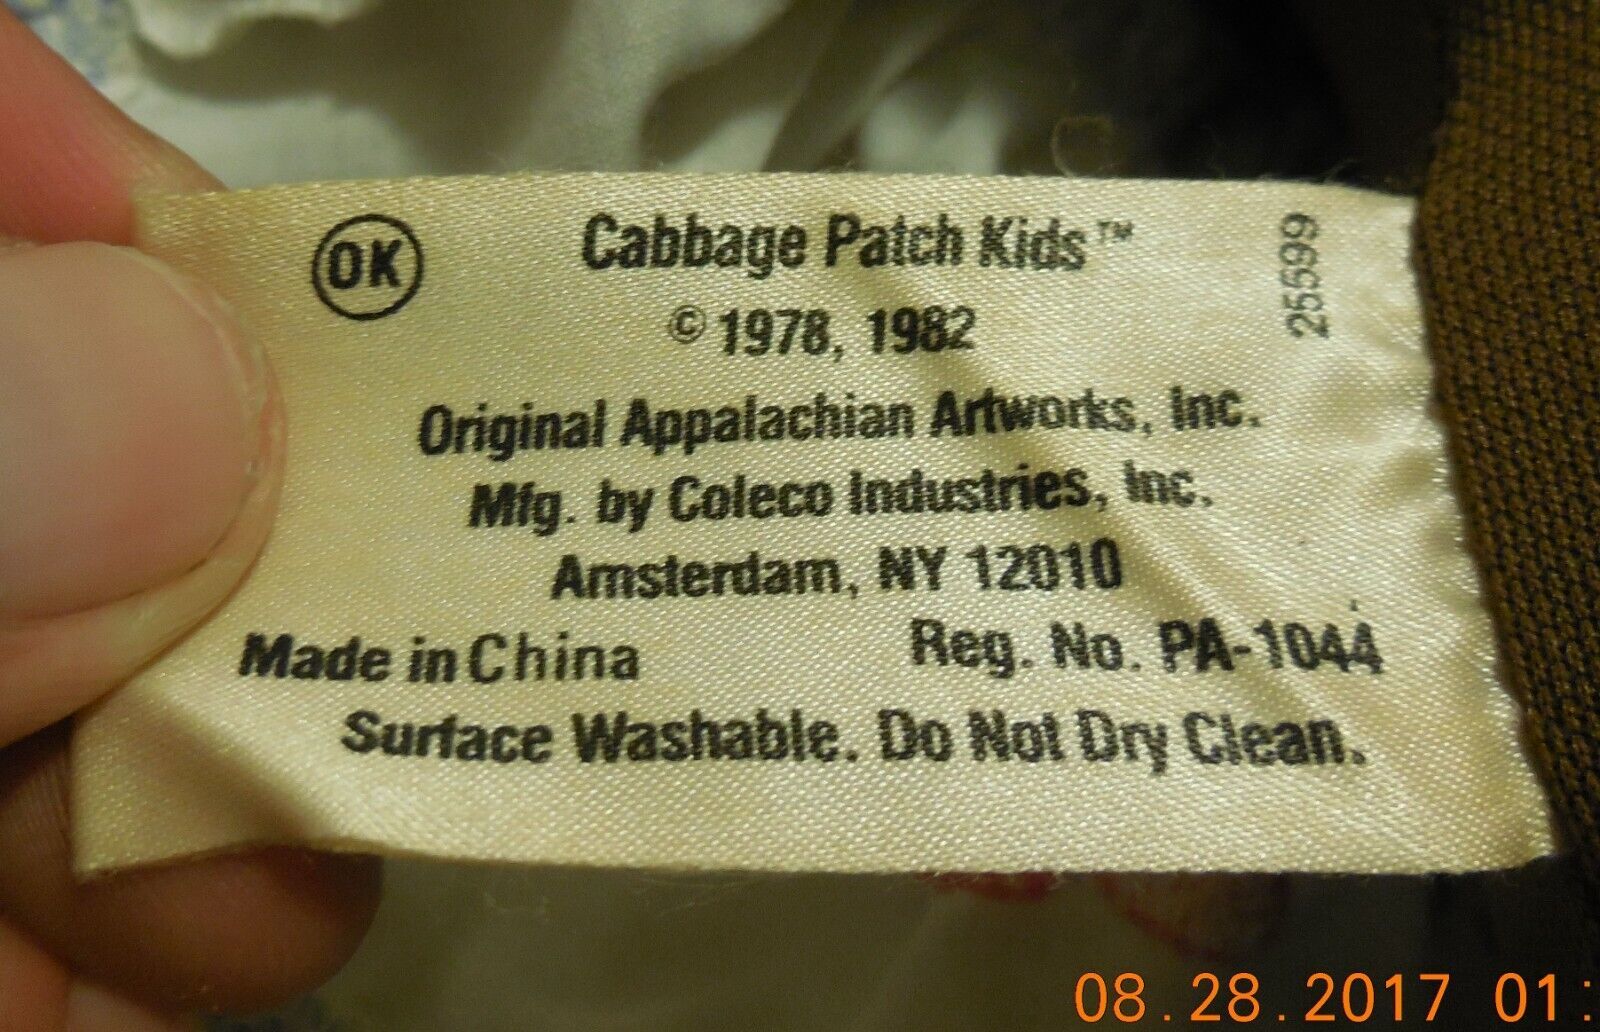 OK
Cabbage Patch Kids™
25599
© 1978, 1982
Original Appalachian Artworks, Inc.
Mfg. by Coleco Industries, Inc.
Amsterdam, NY 12010
Made in China
Reg. No. PA-1044
Surface Washable. Do Not Dry Clean.
08.28.2017 01: